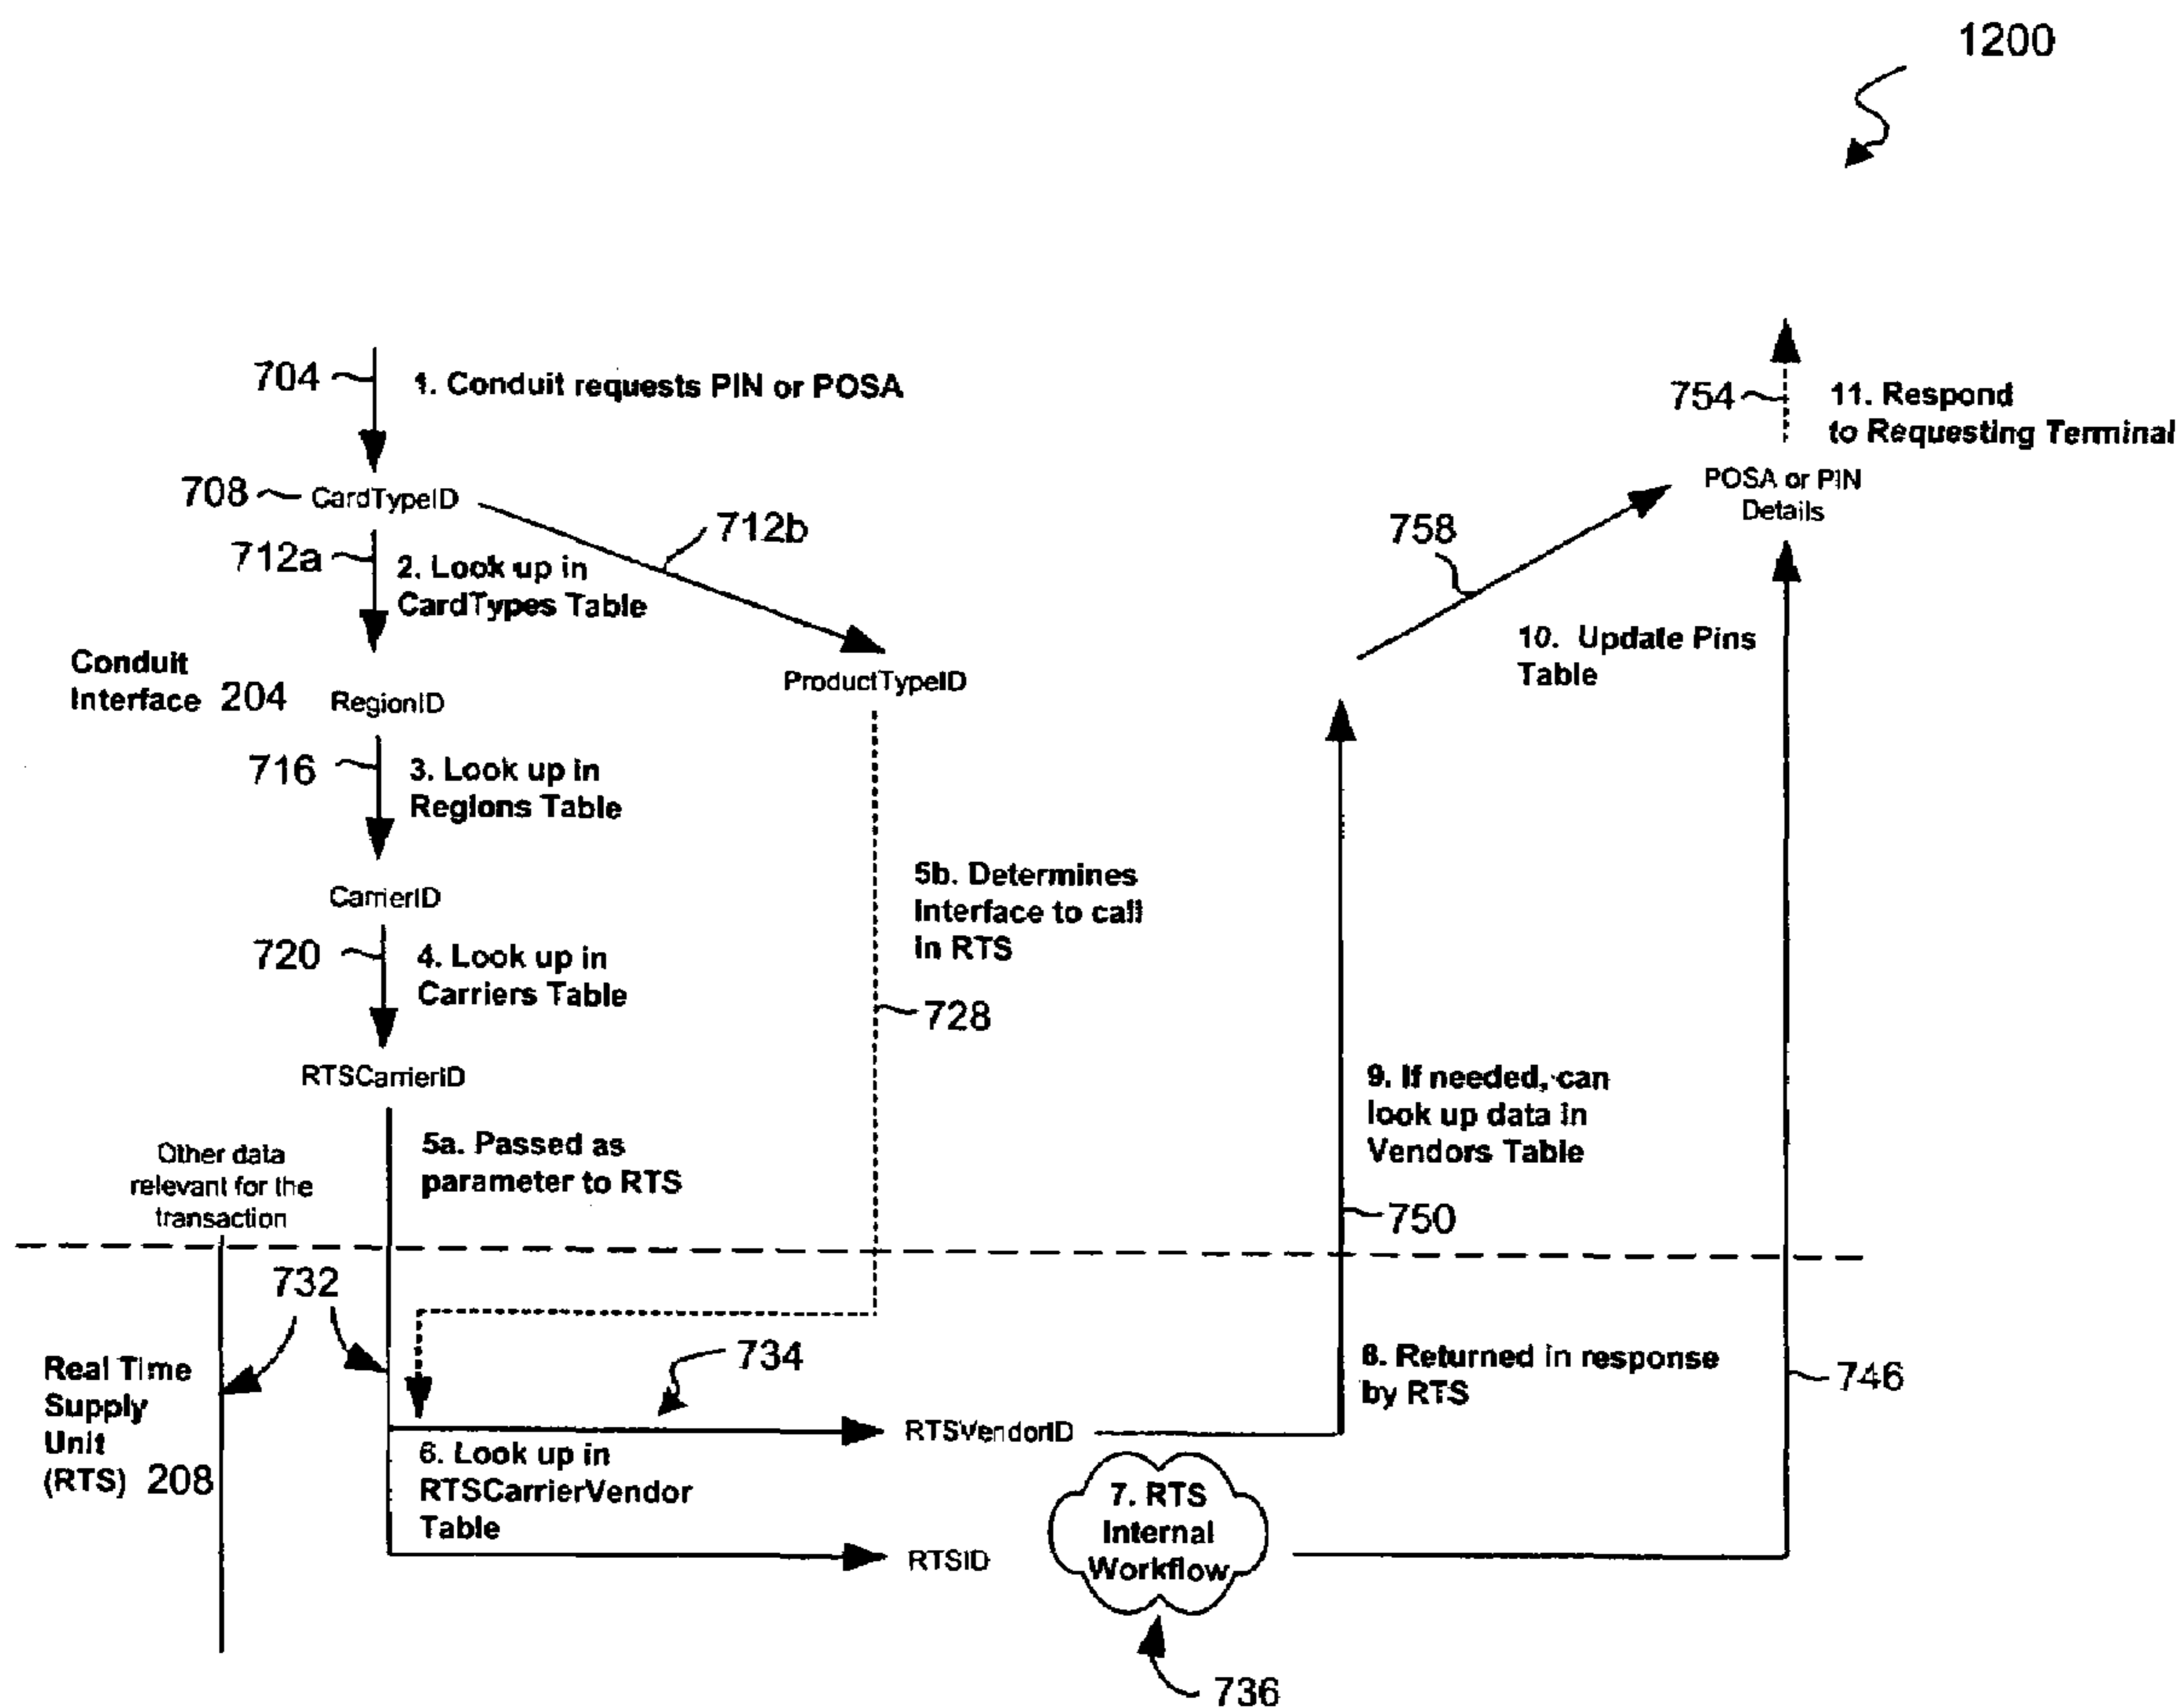 1200
704
1. Conduit requests PIN or POSA
754
11. Respond
to Requesting Terminal
708
CardTypeID
POSA or PIN
Details
712a
712b
2. Look up in
CardTypes Table
758
10. Update Pins
Table
Conduit
Interface 204
RegionID
ProductTypeID
716
3. Look up in
Regions Table
5b. Determines
Interface to call
in RTS
CarrierID
720
4. Look up in
Carriers Table
728
RTSCarrierID
9. If needed, can
look up data in
Vendors Table
Other data
relevant for the
transaction
5a. Passed as
parameter to RTS
750
732
734
Real Time
Supply
Unit
(RTS) 208
8. Returned in response
by RTS
746
RTSVendorID
6. Look up in
RTSCarrierVendor
Table
7. RTS
Internal
Workflow
RTSID
736